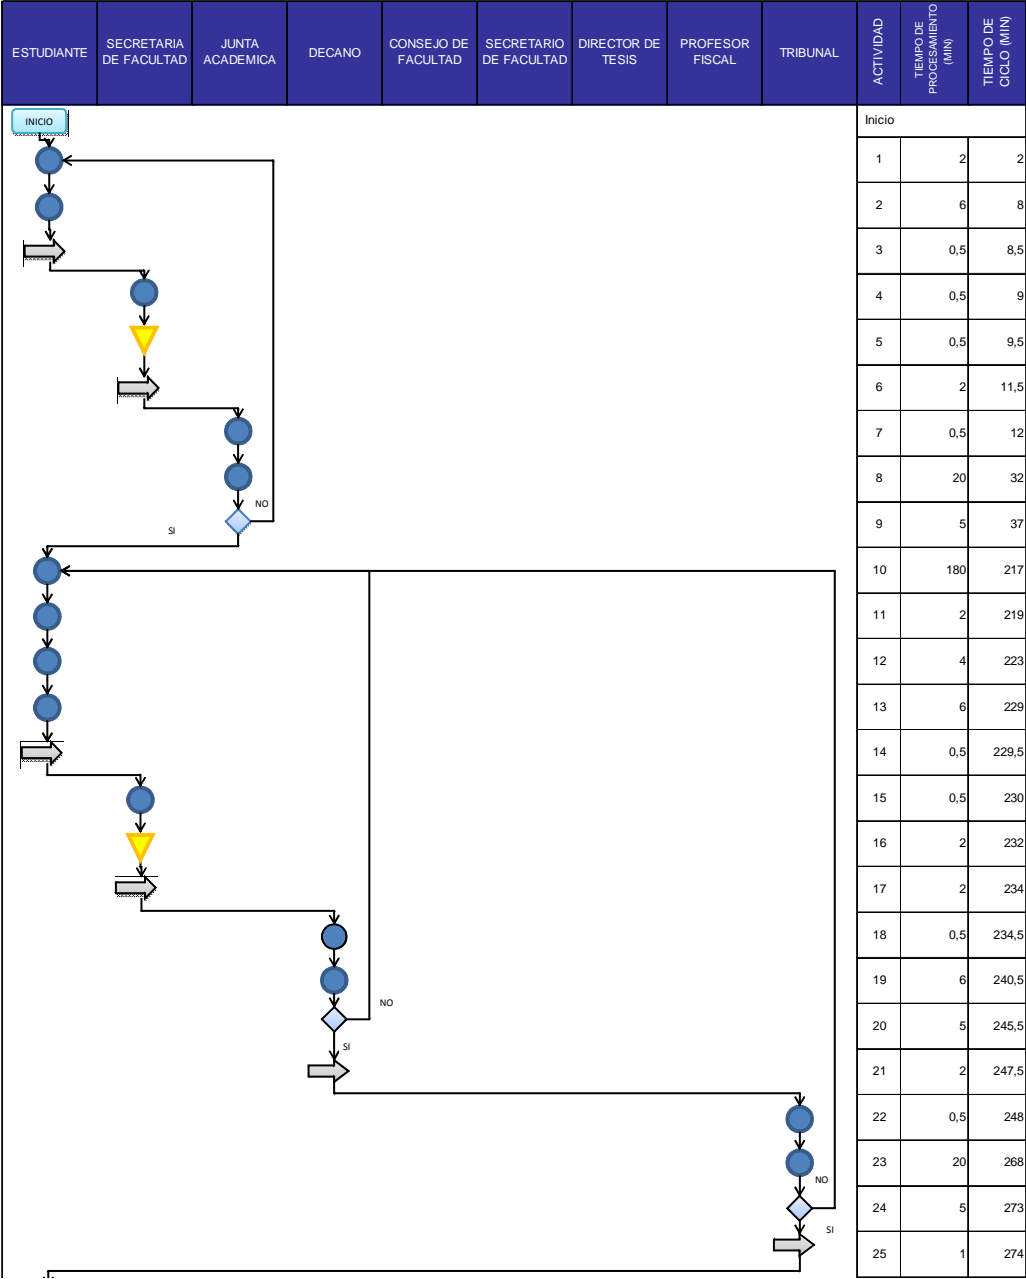 ESTUDIANTE
SECRETARIA
DE FACULTAD
JUNTA
ACADEMICA
DECANO
CONSEJO DE
FACULTAD
SECRETARIO
DE FACULTAD
DIRECTOR DE
TESIS
PROFESOR
FISCAL
TRIBUNAL
ACTIVIDAD
TIEMPO DE
PROCESAMIENTO
(MIN)
TIEMPO DE
CICLO (MIN)
INICIO
Inicio
1 2 2
2 6 8
3 0,5 8,5
4 0,5 9
5 0,5 9,5
6 2 11,5
7 0,5 12
8 20 32
NO
SI
9 5 37
10 180 217
11 2 219
12 4 223
13 6 229
14 0,5 229,5
15 0,5 230
16 2 232
17 2 234
18 0,5 234,5
19 6 240,5
NO
20 5 245,5
SI
21 2 247,5
22 0,5 248
23 20 268
NO
24 5 273
SI
25 1 274